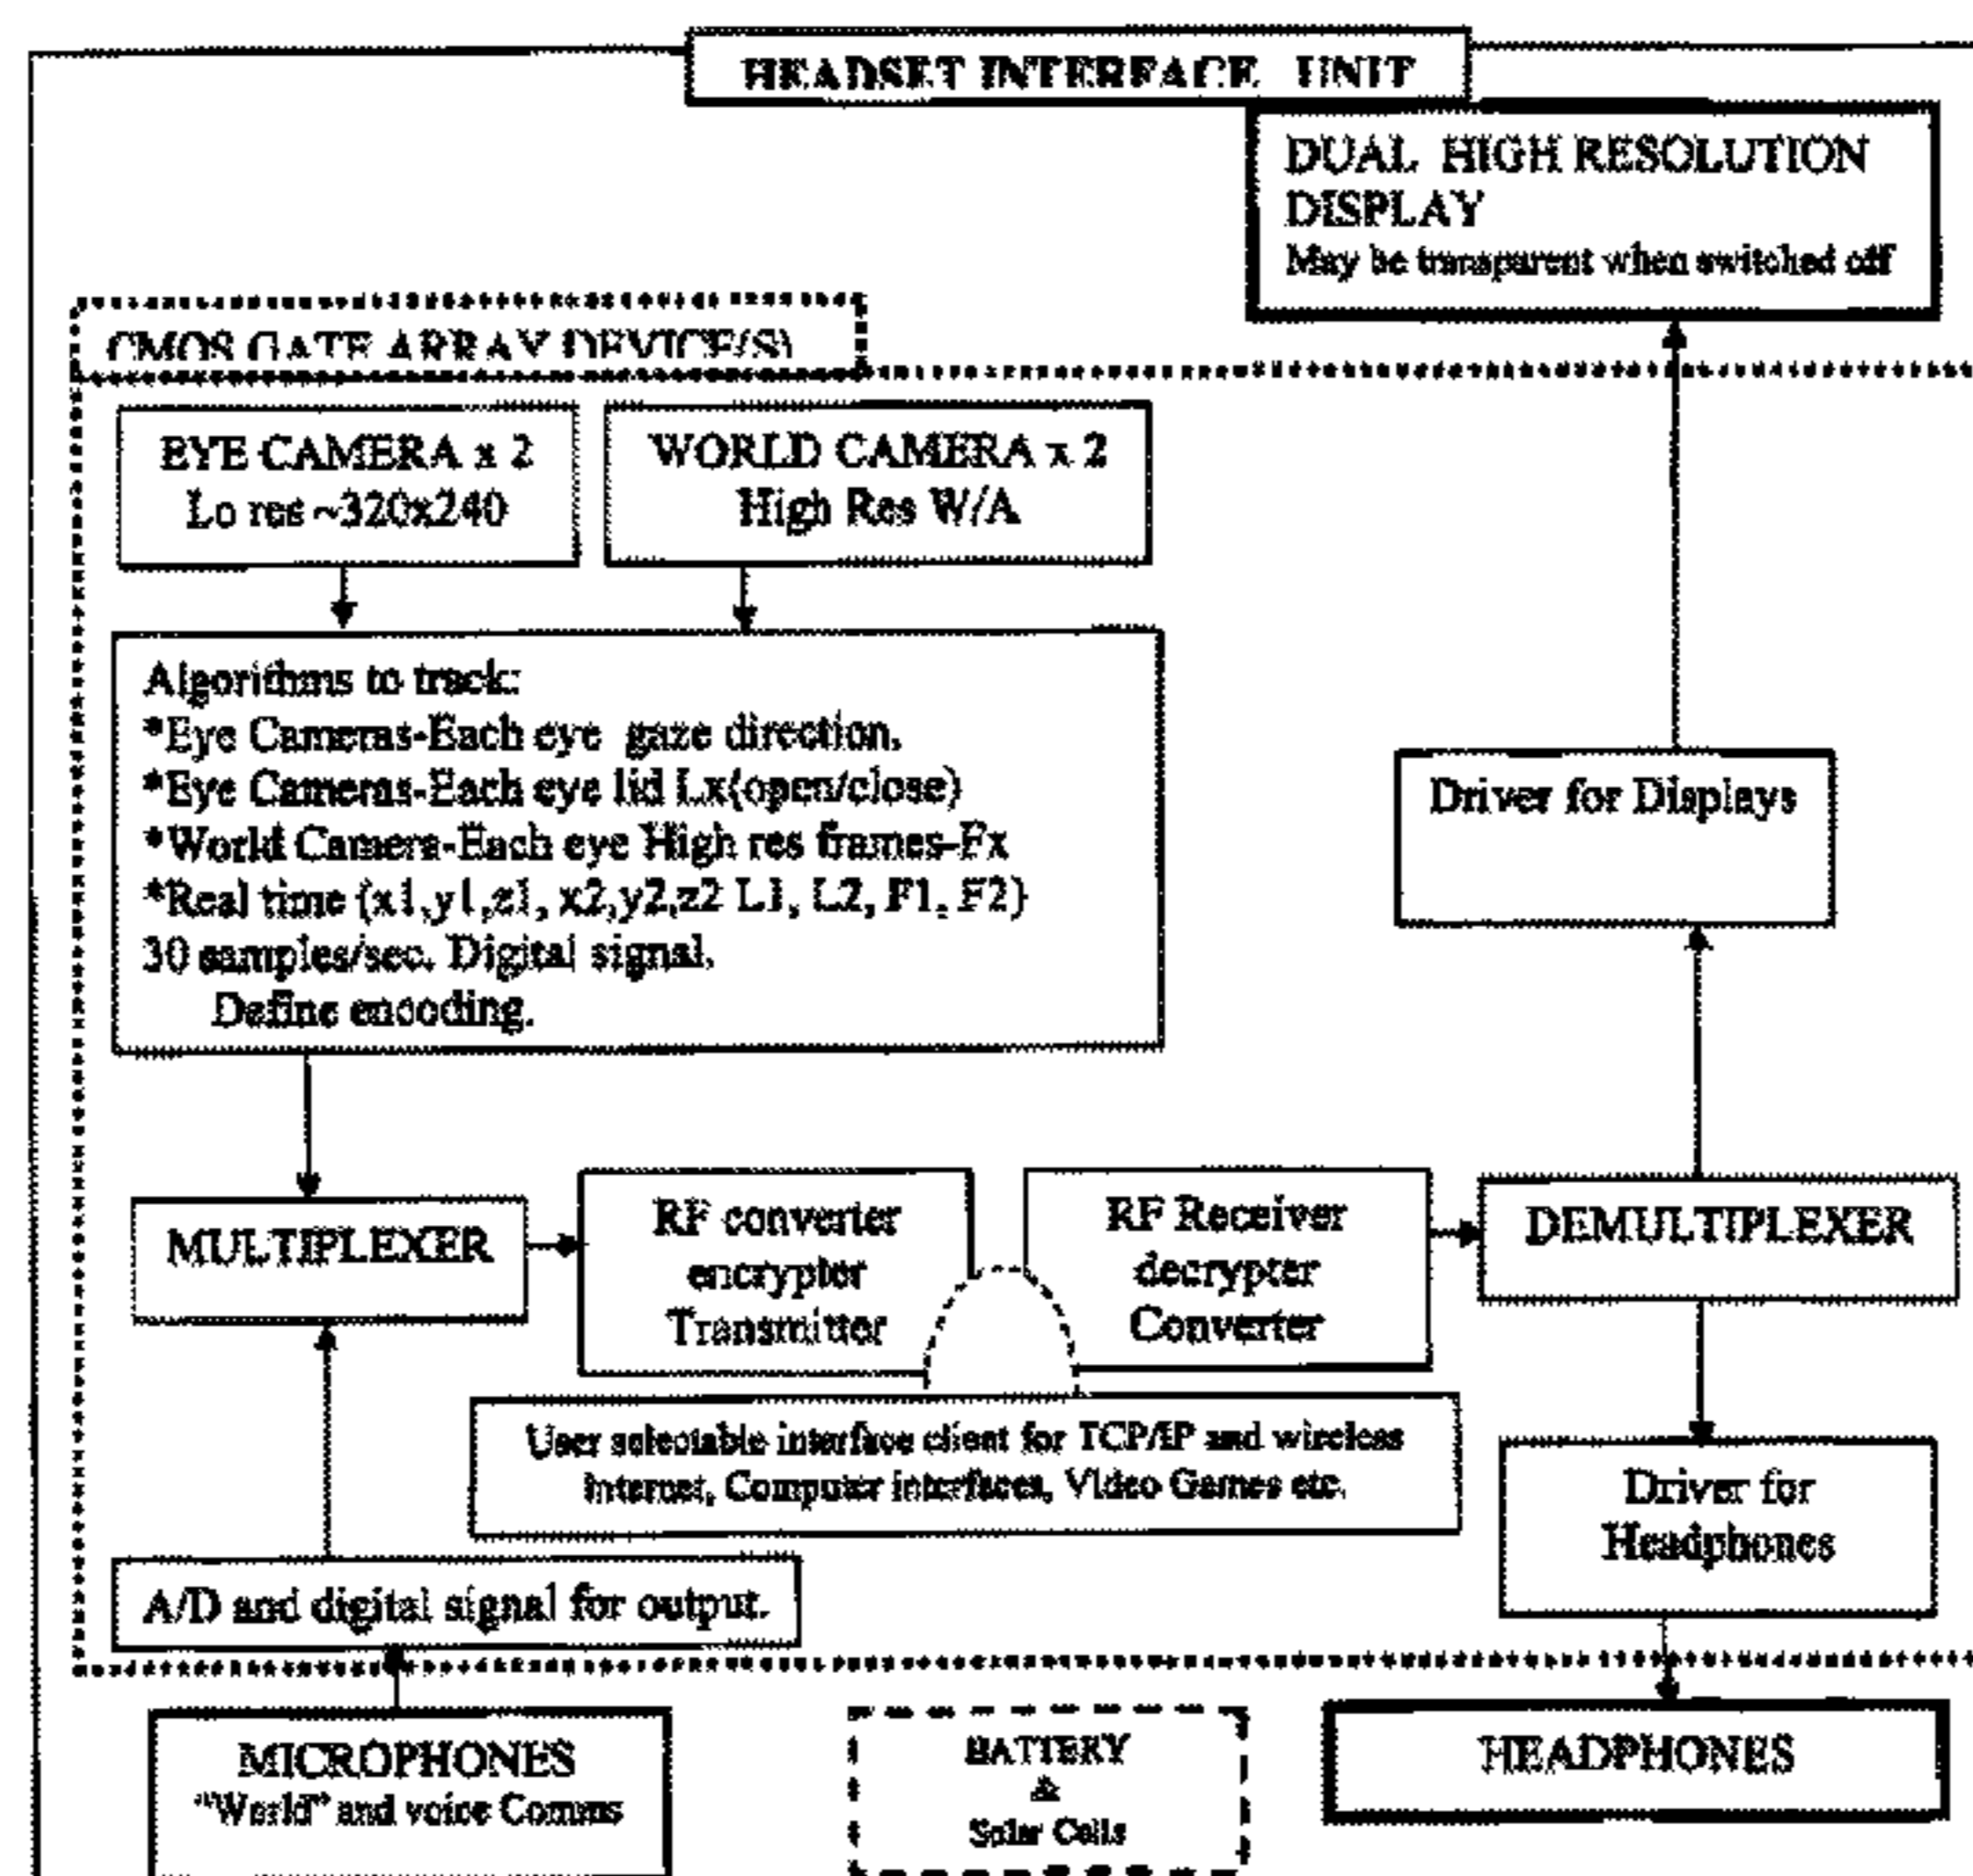 HEADSET INTERFACE UNIT
DUAL HIGH RESOLUTION
DISPLAY
May be transparent when switched off
CMOS GATE ARRAY DEVICE(S)
EYE CAMERA x 2
Lo res ~320x240
WORLD CAMERA x 2
High Res W/A
Algorithms to track:
*Eye Cameras-Each eye gaze direction.
*Eye Cameras-Each eye lid Lx(open/close)
*World Camera-Each eye High res frames-Fx
*Real time (x1,y1,z1, x2,y2,z2 L1, L2, F1, F2)
30 samples/sec. Digital signal.
Define encoding.
Driver for Displays
MULTIPLEXER
RF converter
encryptor
Transmitter
RF Receiver
decrypter
Converter
DEMULTIPLEXER
User selectable interface client for TCP/IP and wireless
Internet, Computer interfaces, Video Games etc.
Driver for
Headphones
A/D and digital signal for output.
MICROPHONES
"World" and voice Comms
BATTERY
&
Solar Cells
HEADPHONES